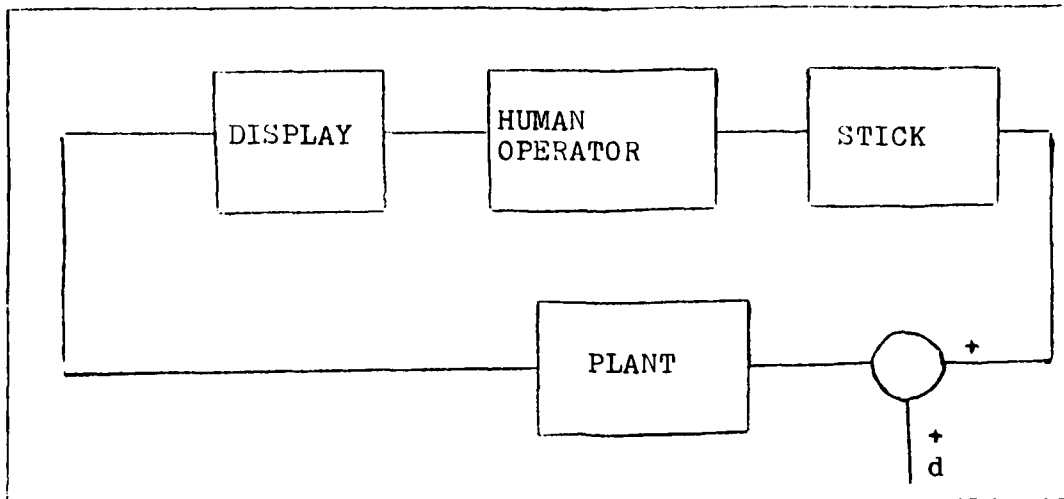 DISPLAY
HUMAN
OPERATOR
STICK
PLANT
+
+
d